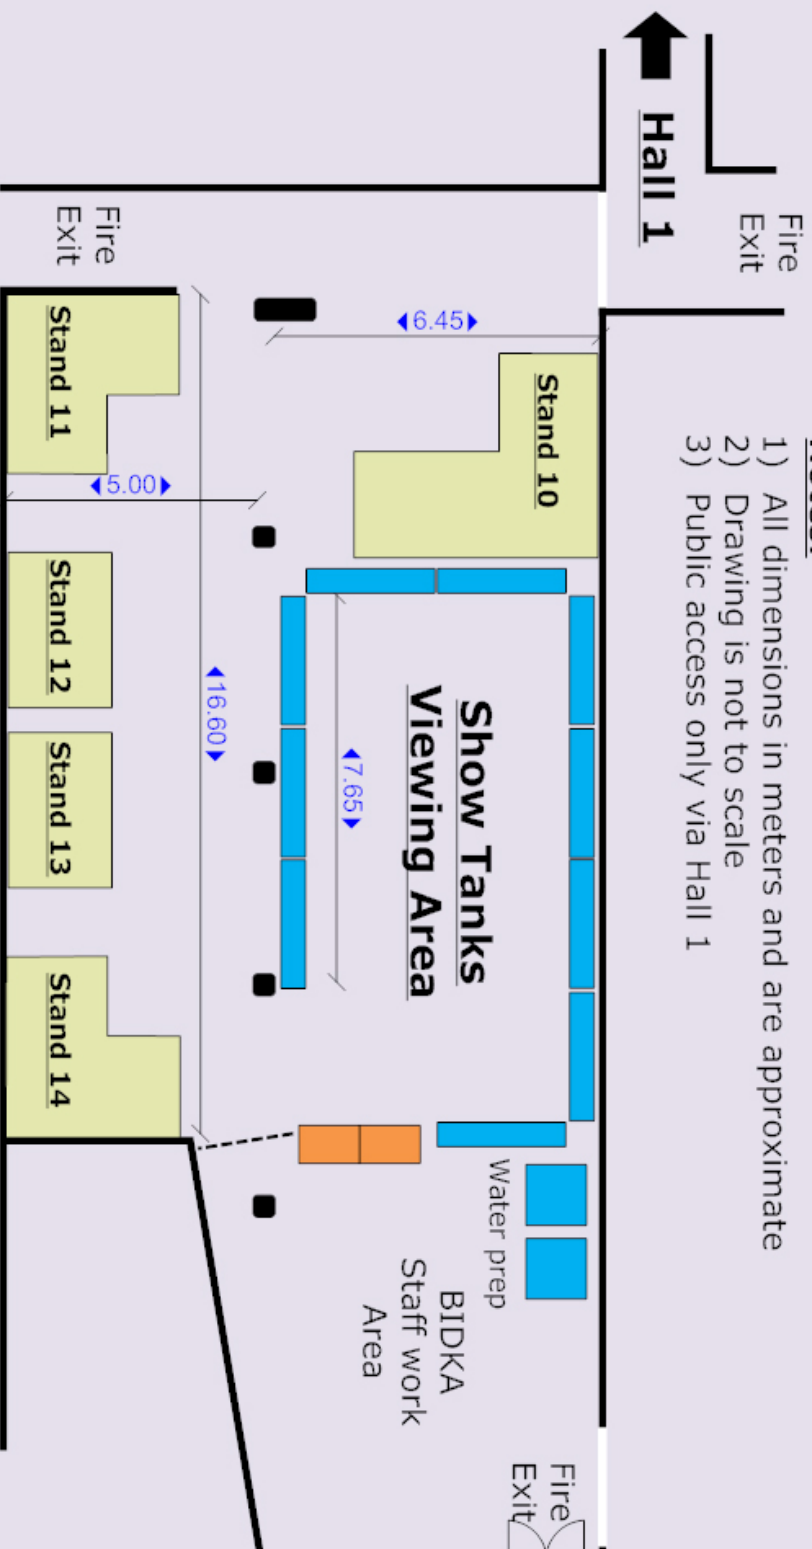 Fire
Exit
1) All dimensions in meters and are approximate
2) Drawing is not to scale
3) Public access only via Hall 1
Hall 1
Fire
Exit
Stand 10
Water prep
Show Tanks
Viewing Area
BIDKA
Staff work
Area
6.45
7.65
16.60
5.00
Fire
Exit
Stand 11
Stand 12
Stand 13
Stand 14